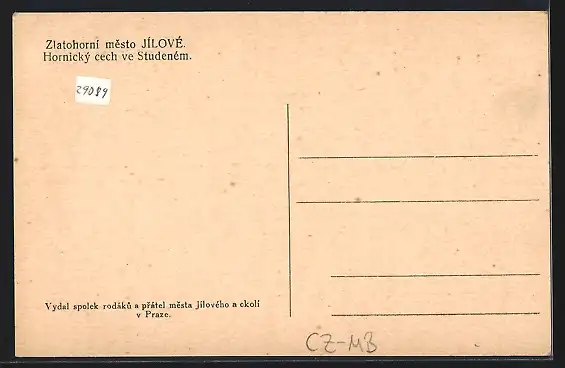 Zlatohorní město JÍLOVÉ.
Hornický cech ve Studeném.
29089
Vydal spolek rodáků a přátel města Jílového a okolí
v Praze.
CZ-MB